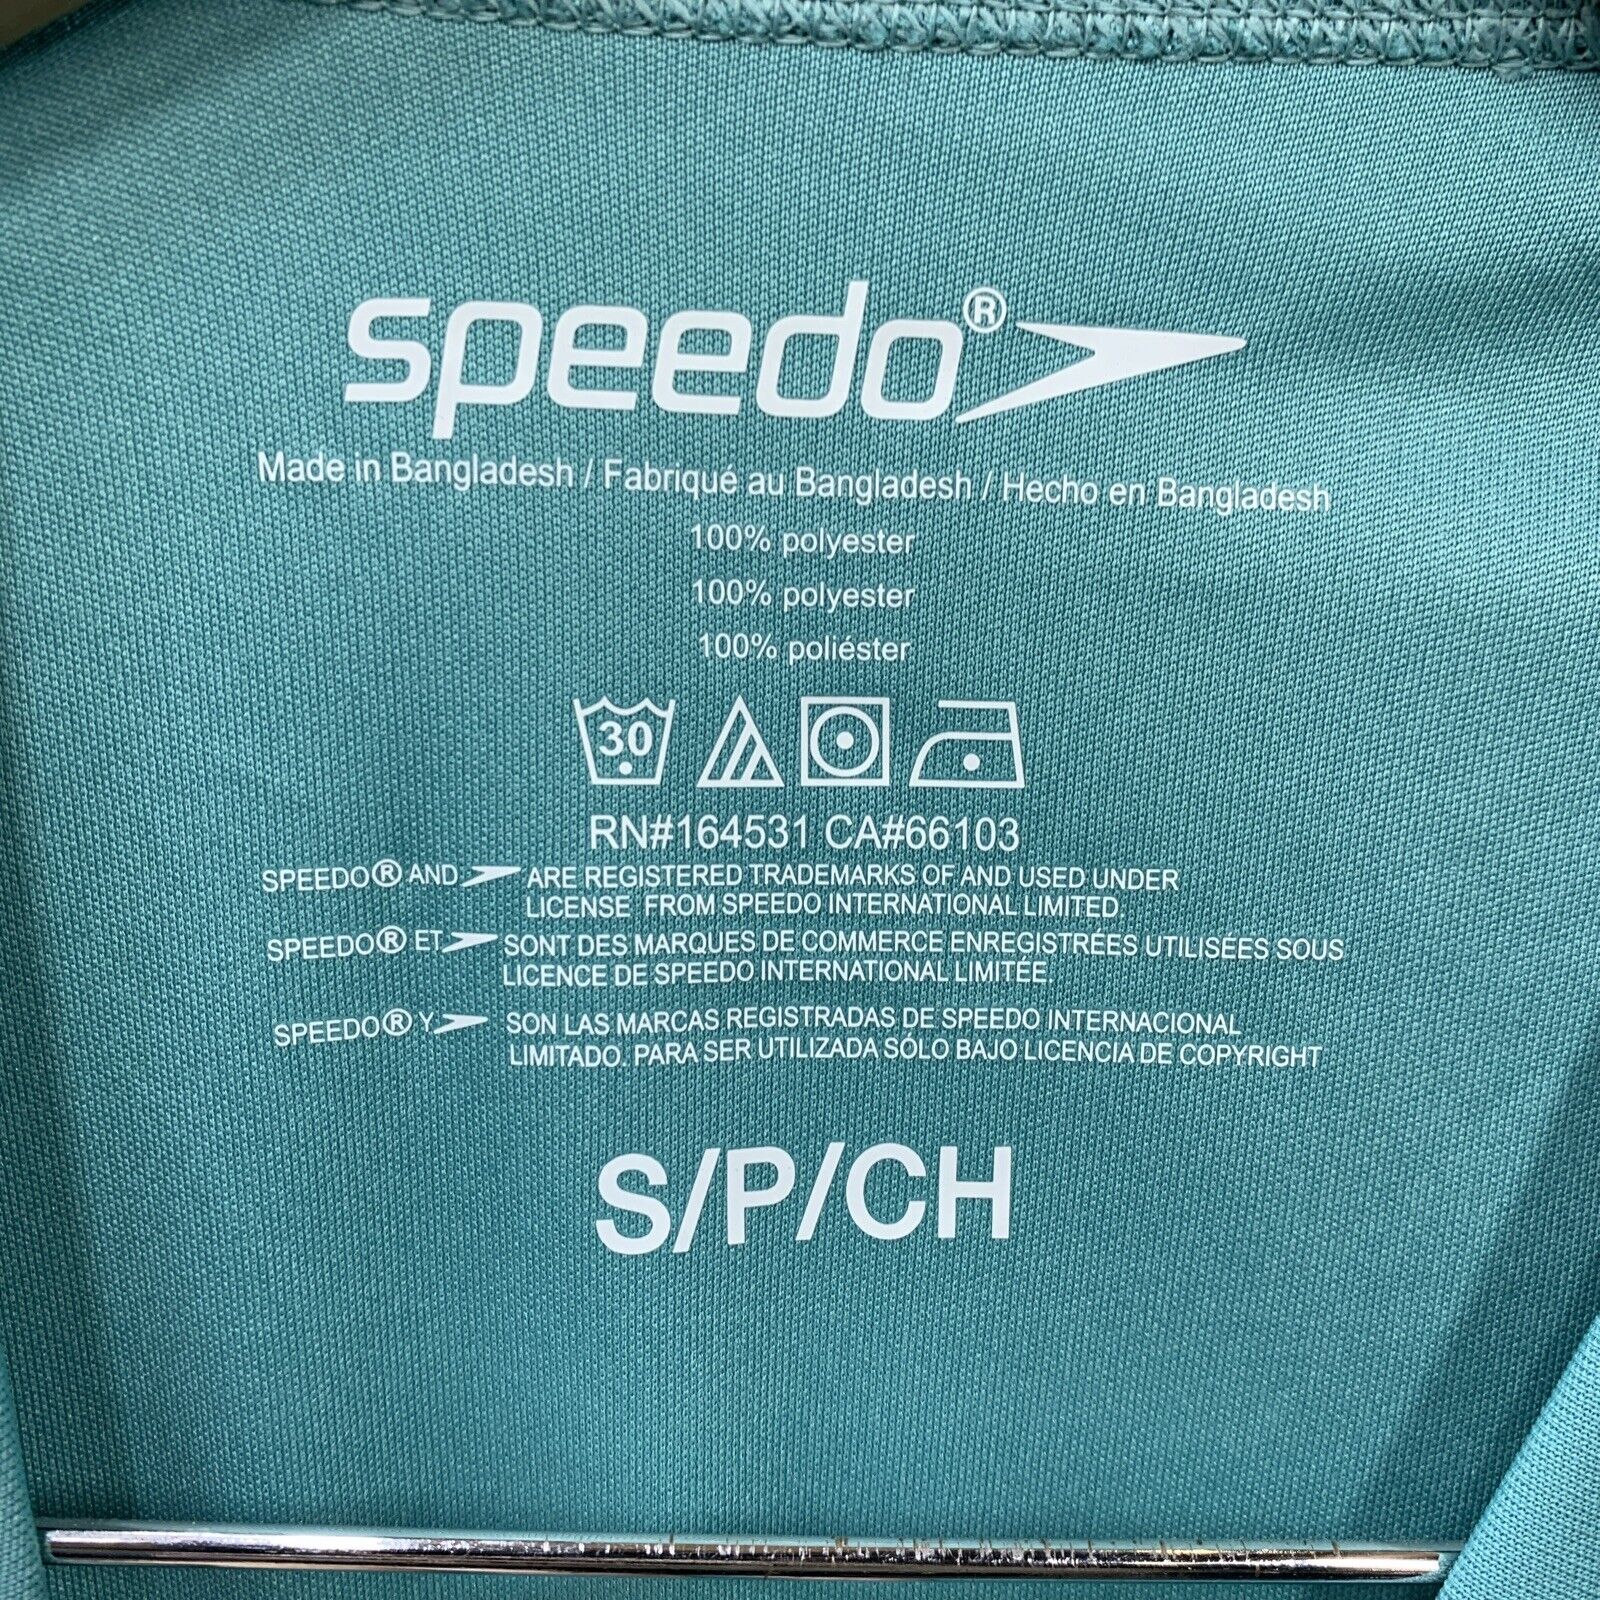 speedo®
Made in Bangladesh / Fabriqué au Bangladesh / Hecho en Bangladesh
100% polyester
100% polyester
100% poliéster
30
RN#164531 CA#66103
SPEEDO® AND ARE REGISTERED TRADEMARKS OF AND USED UNDER
LICENSE FROM SPEEDO INTERNATIONAL LIMITED.
SPEEDO® ET SONT DES MARQUES DE COMMERCE ENREGISTRÉES UTILISÉES SOUS
LICENCE DE SPEEDO INTERNATIONAL LIMITÉE.
SPEEDO® Y SON LAS MARCAS REGISTRADAS DE SPEEDO INTERNACIONAL
LIMITADO. PARA SER UTILIZADA SÓLO BAJO LICENCIA DE COPYRIGHT
S/P/CH